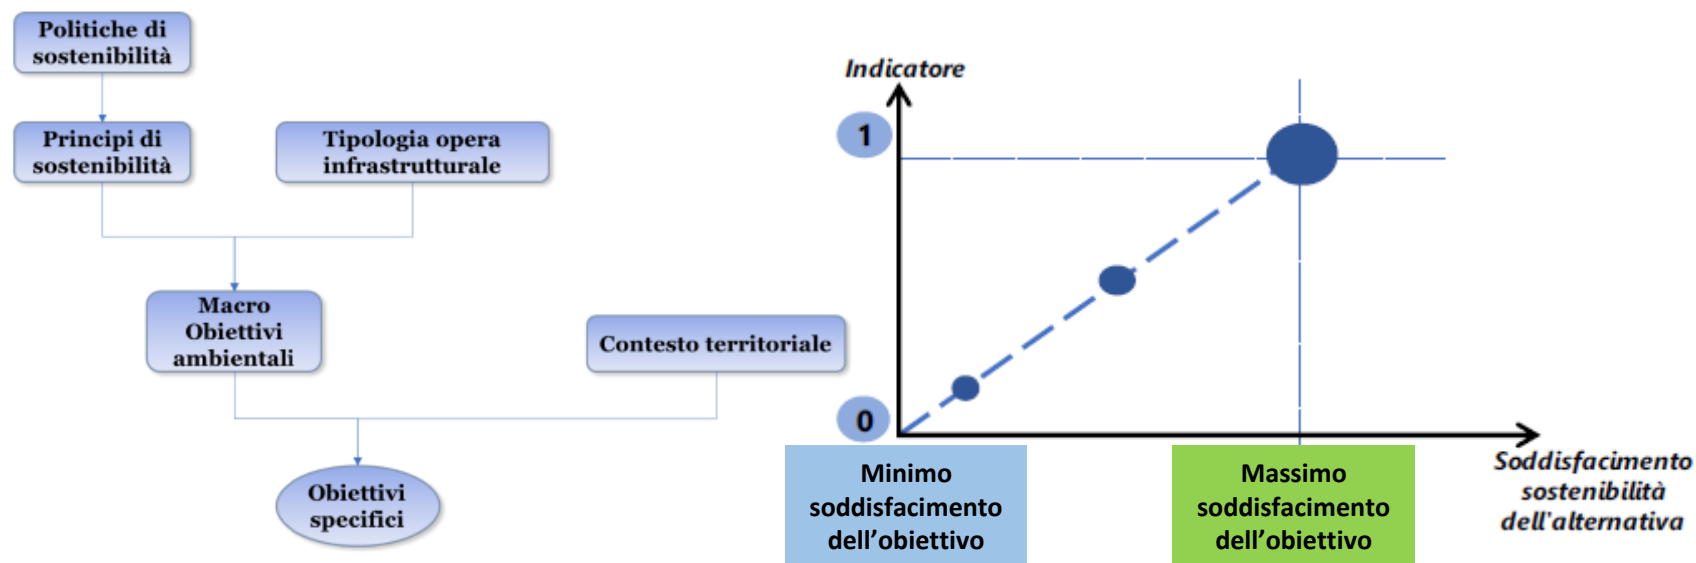 Politiche di
sostenibilità
Principi di
sostenibilità
Tipologia opera
infrastrutturale
Macro
Obiettivi
ambientali
Contesto territoriale
Obiettivi
specifici
Indicatore
1
0
Minimo
soddisfacimento
dell’obiettivo
Massimo
soddisfacimento
dell’obiettivo
Soddisfacimento
sostenibilità
dell'alternativa